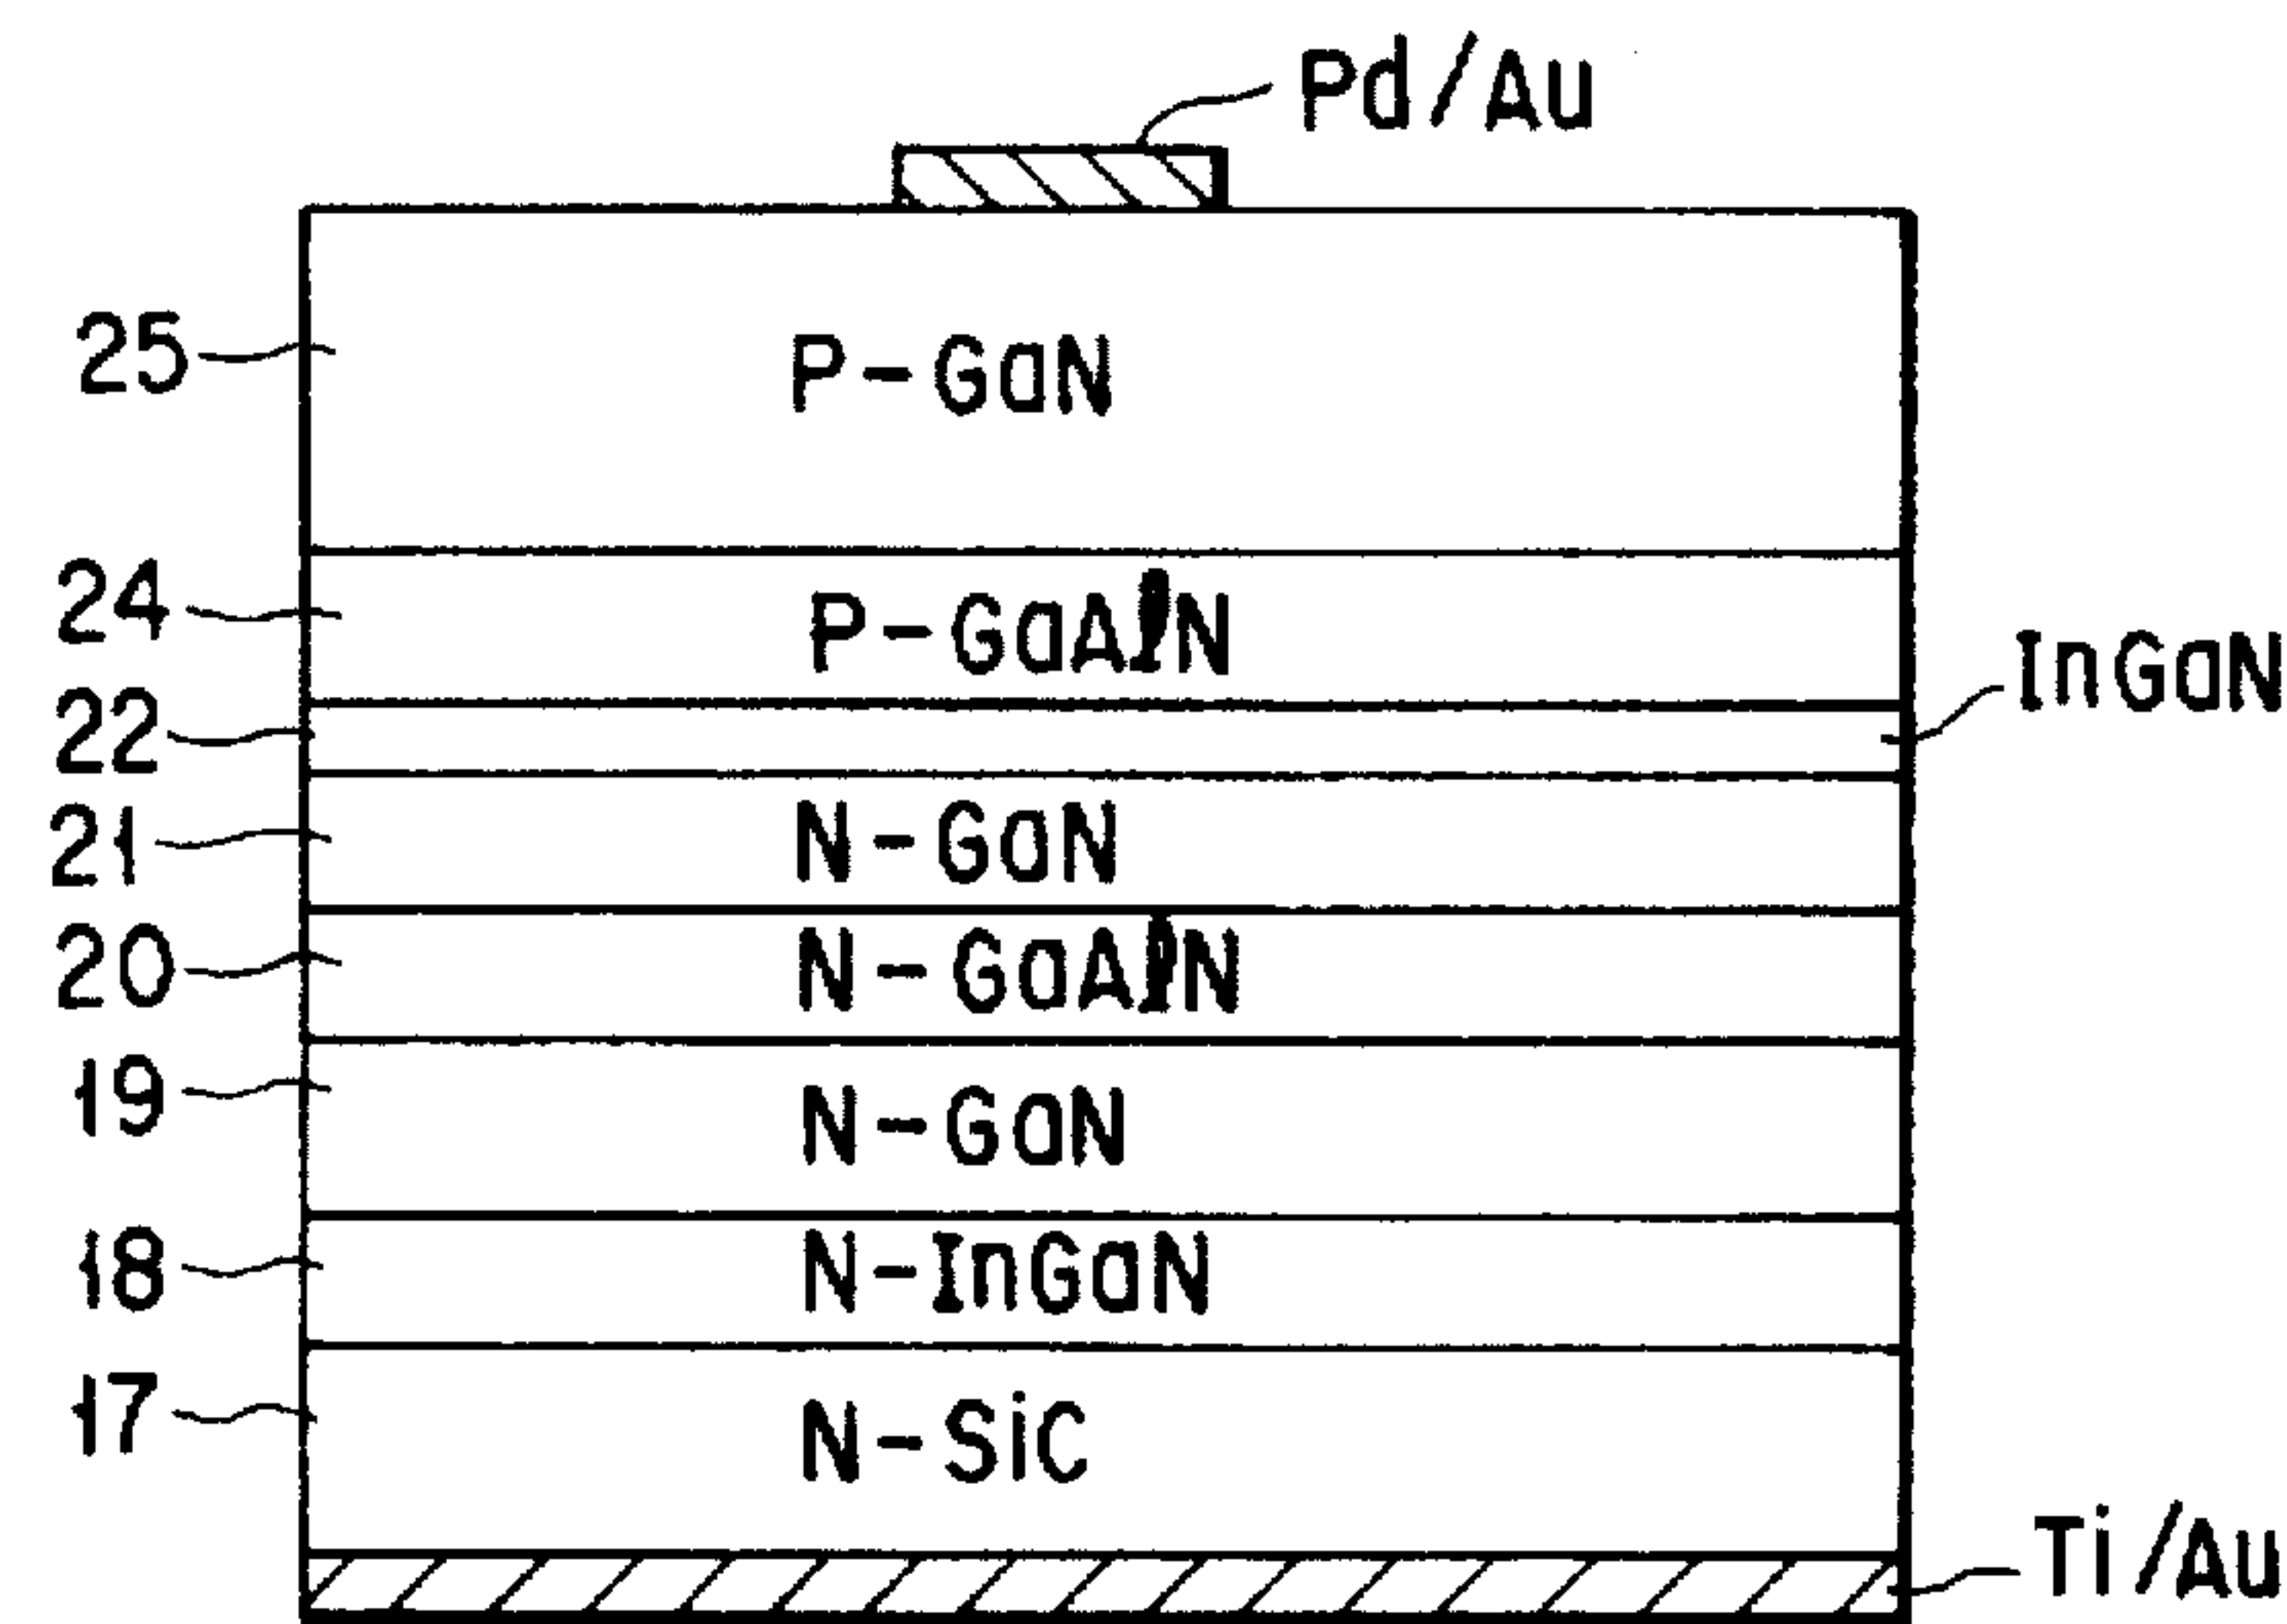 Pd/Au
25
P-GaN
24
P-GaAlN
InGaN
22
21
N-GaN
20
N-GaAlN
19
N-GaN
18
N-InGaN
17
N-SiC
Ti/Au